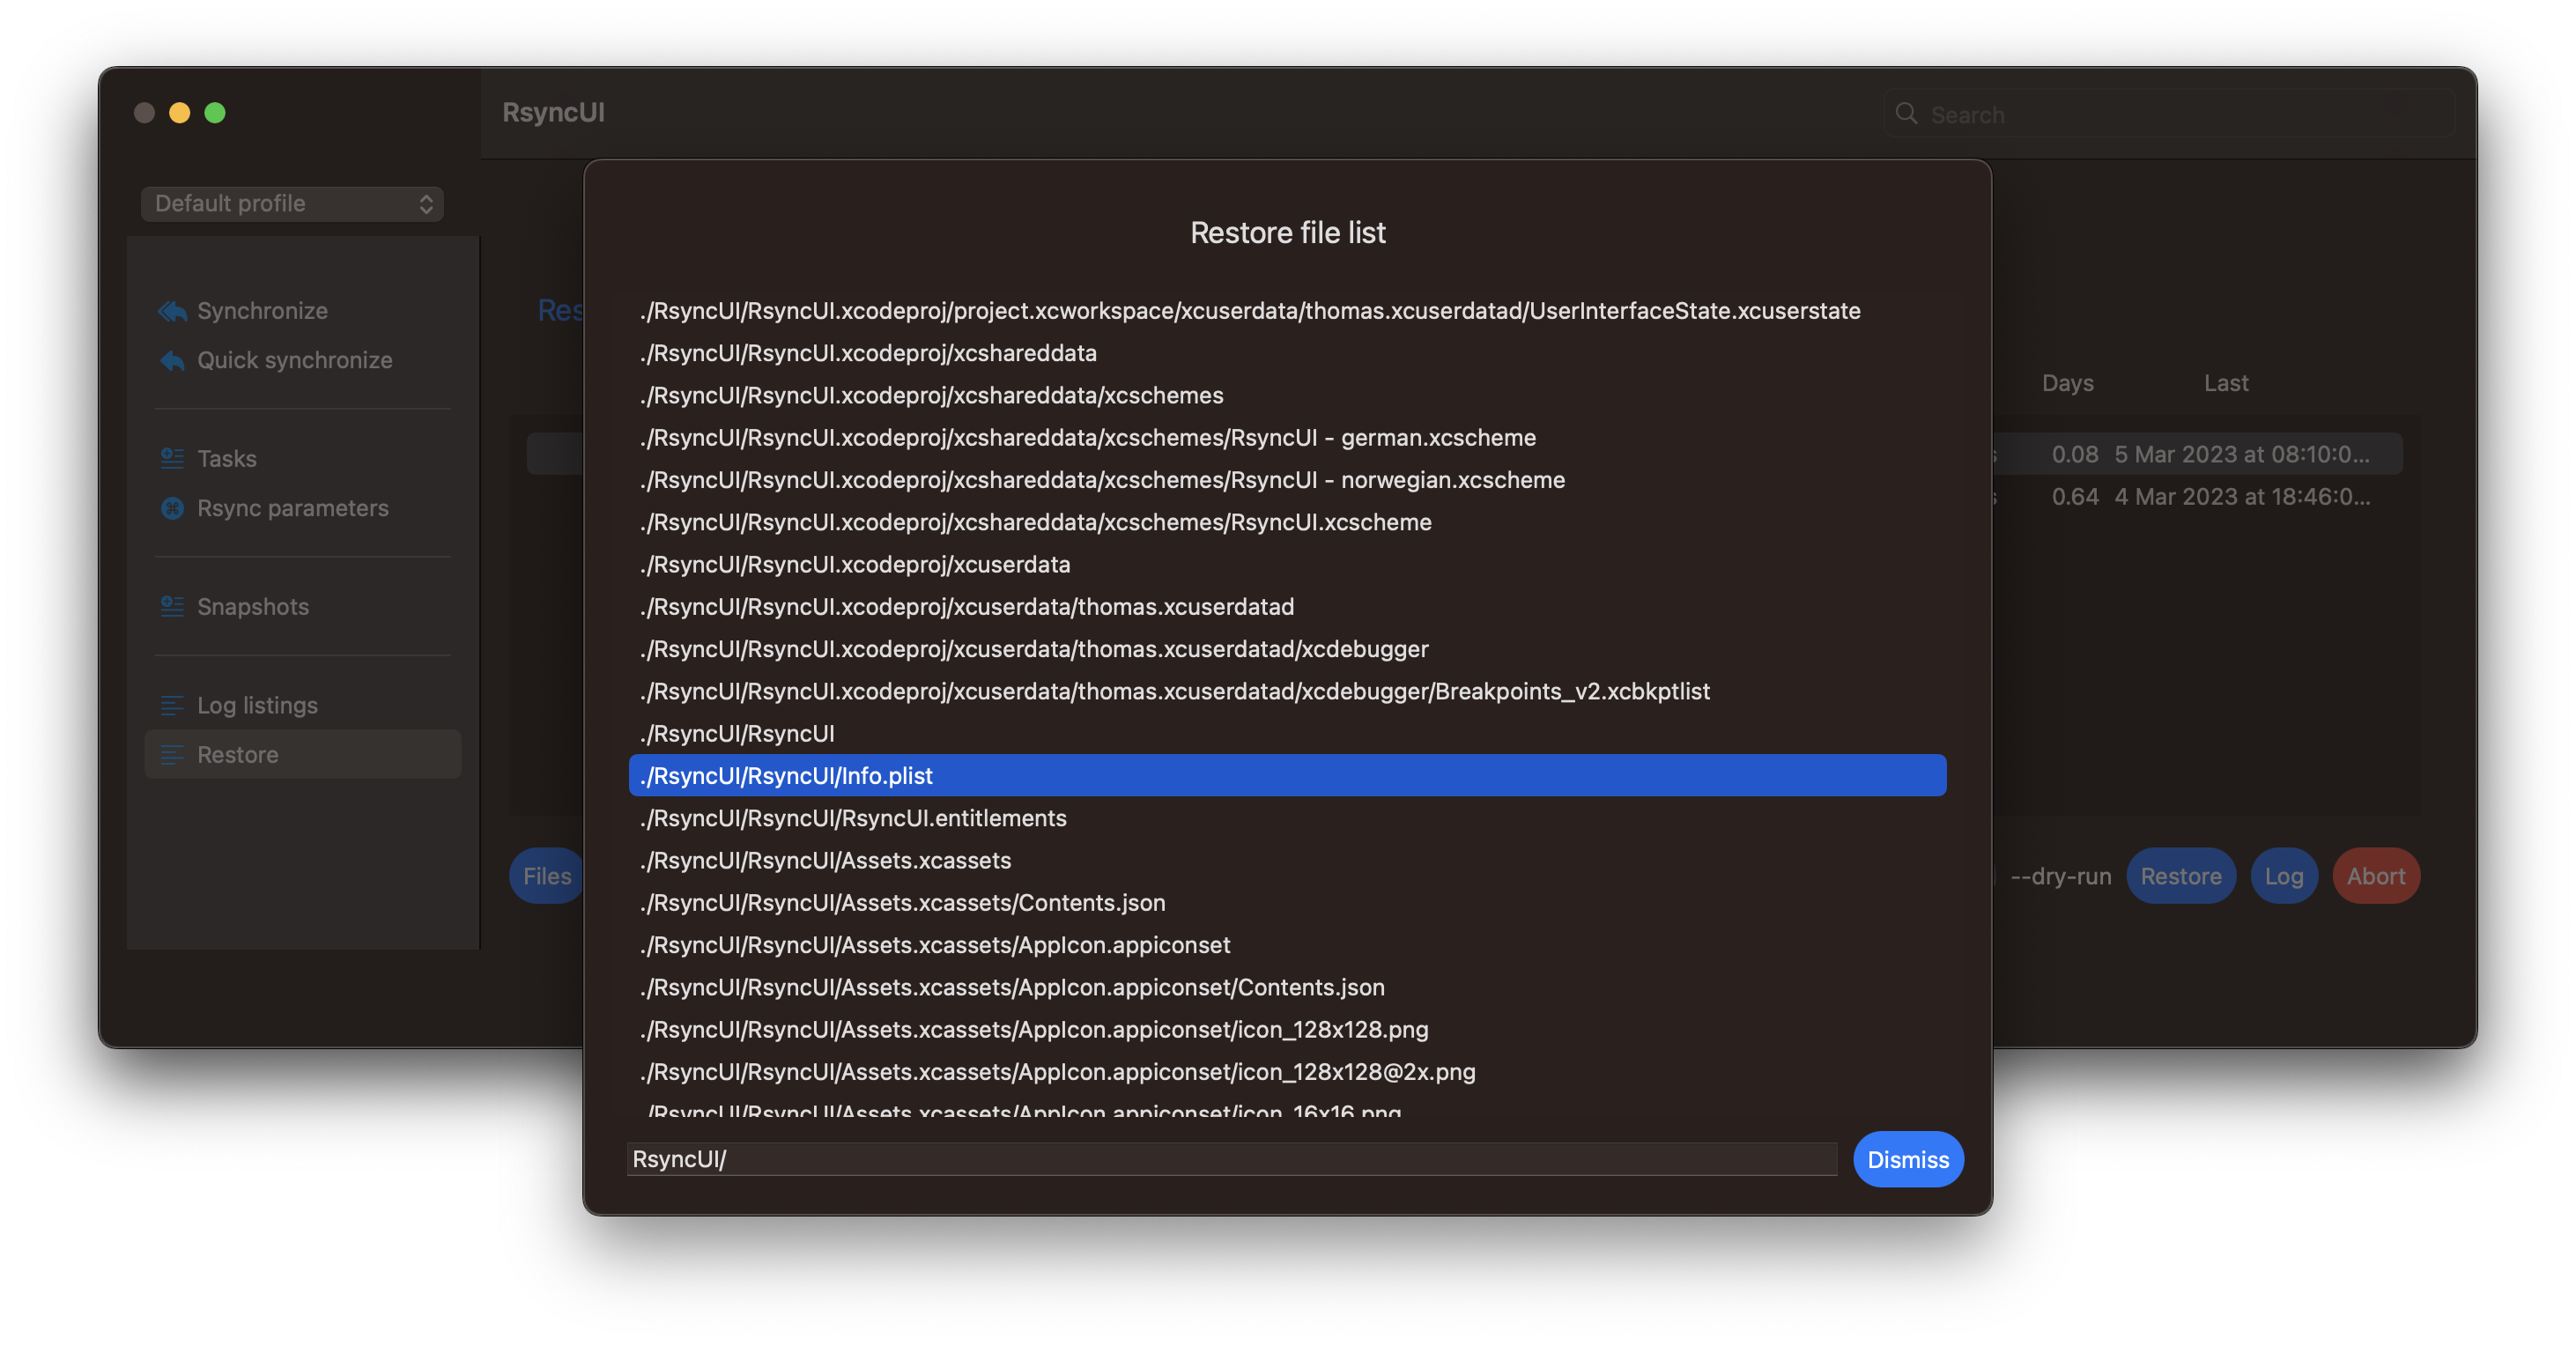 RsyncUI
Search
Default profile
Synchronize
Quick synchronize
Tasks
Rsync parameters
Snapshots
Log listings
Restore
Res
Days Last
0.08 5 Mar 2023 at 08:10:0...
0.64 4 Mar 2023 at 18:46:0...
Files
--dry-run Restore Log Abort
Restore file list
./RsyncUI/RsyncUI.xcodeproj/project.xcworkspace/xcuserdata/thomas.xcuserdatad/UserInterfaceState.xcuserstate
./RsyncUI/RsyncUI.xcodeproj/xcshareddata
./RsyncUI/RsyncUI.xcodeproj/xcshareddata/xcschemes
./RsyncUI/RsyncUI.xcodeproj/xcshareddata/xcschemes/RsyncUI - german.xcscheme
./RsyncUI/RsyncUI.xcodeproj/xcshareddata/xcschemes/RsyncUI - norwegian.xcscheme
./RsyncUI/RsyncUI.xcodeproj/xcshareddata/xcschemes/RsyncUI.xcscheme
./RsyncUI/RsyncUI.xcodeproj/xcuserdata
./RsyncUI/RsyncUI.xcodeproj/xcuserdata/thomas.xcuserdatad
./RsyncUI/RsyncUI.xcodeproj/xcuserdata/thomas.xcuserdatad/xcdebugger
./RsyncUI/RsyncUI.xcodeproj/xcuserdata/thomas.xcuserdatad/xcdebugger/Breakpoints_v2.xcbkptlist
./RsyncUI/RsyncUI
./RsyncUI/RsyncUI/Info.plist
./RsyncUI/RsyncUI/RsyncUI.entitlements
./RsyncUI/RsyncUI/Assets.xcassets
./RsyncUI/RsyncUI/Assets.xcassets/Contents.json
./RsyncUI/RsyncUI/Assets.xcassets/AppIcon.appiconset
./RsyncUI/RsyncUI/Assets.xcassets/AppIcon.appiconset/Contents.json
./RsyncUI/RsyncUI/Assets.xcassets/AppIcon.appiconset/icon_128x128.png
./RsyncUI/RsyncUI/Assets.xcassets/AppIcon.appiconset/icon_128x128@2x.png
./RsyncUI/RsyncUI/Assets.xcassets/AppIcon.appiconset/icon_16x16.png
RsyncUI/
Dismiss